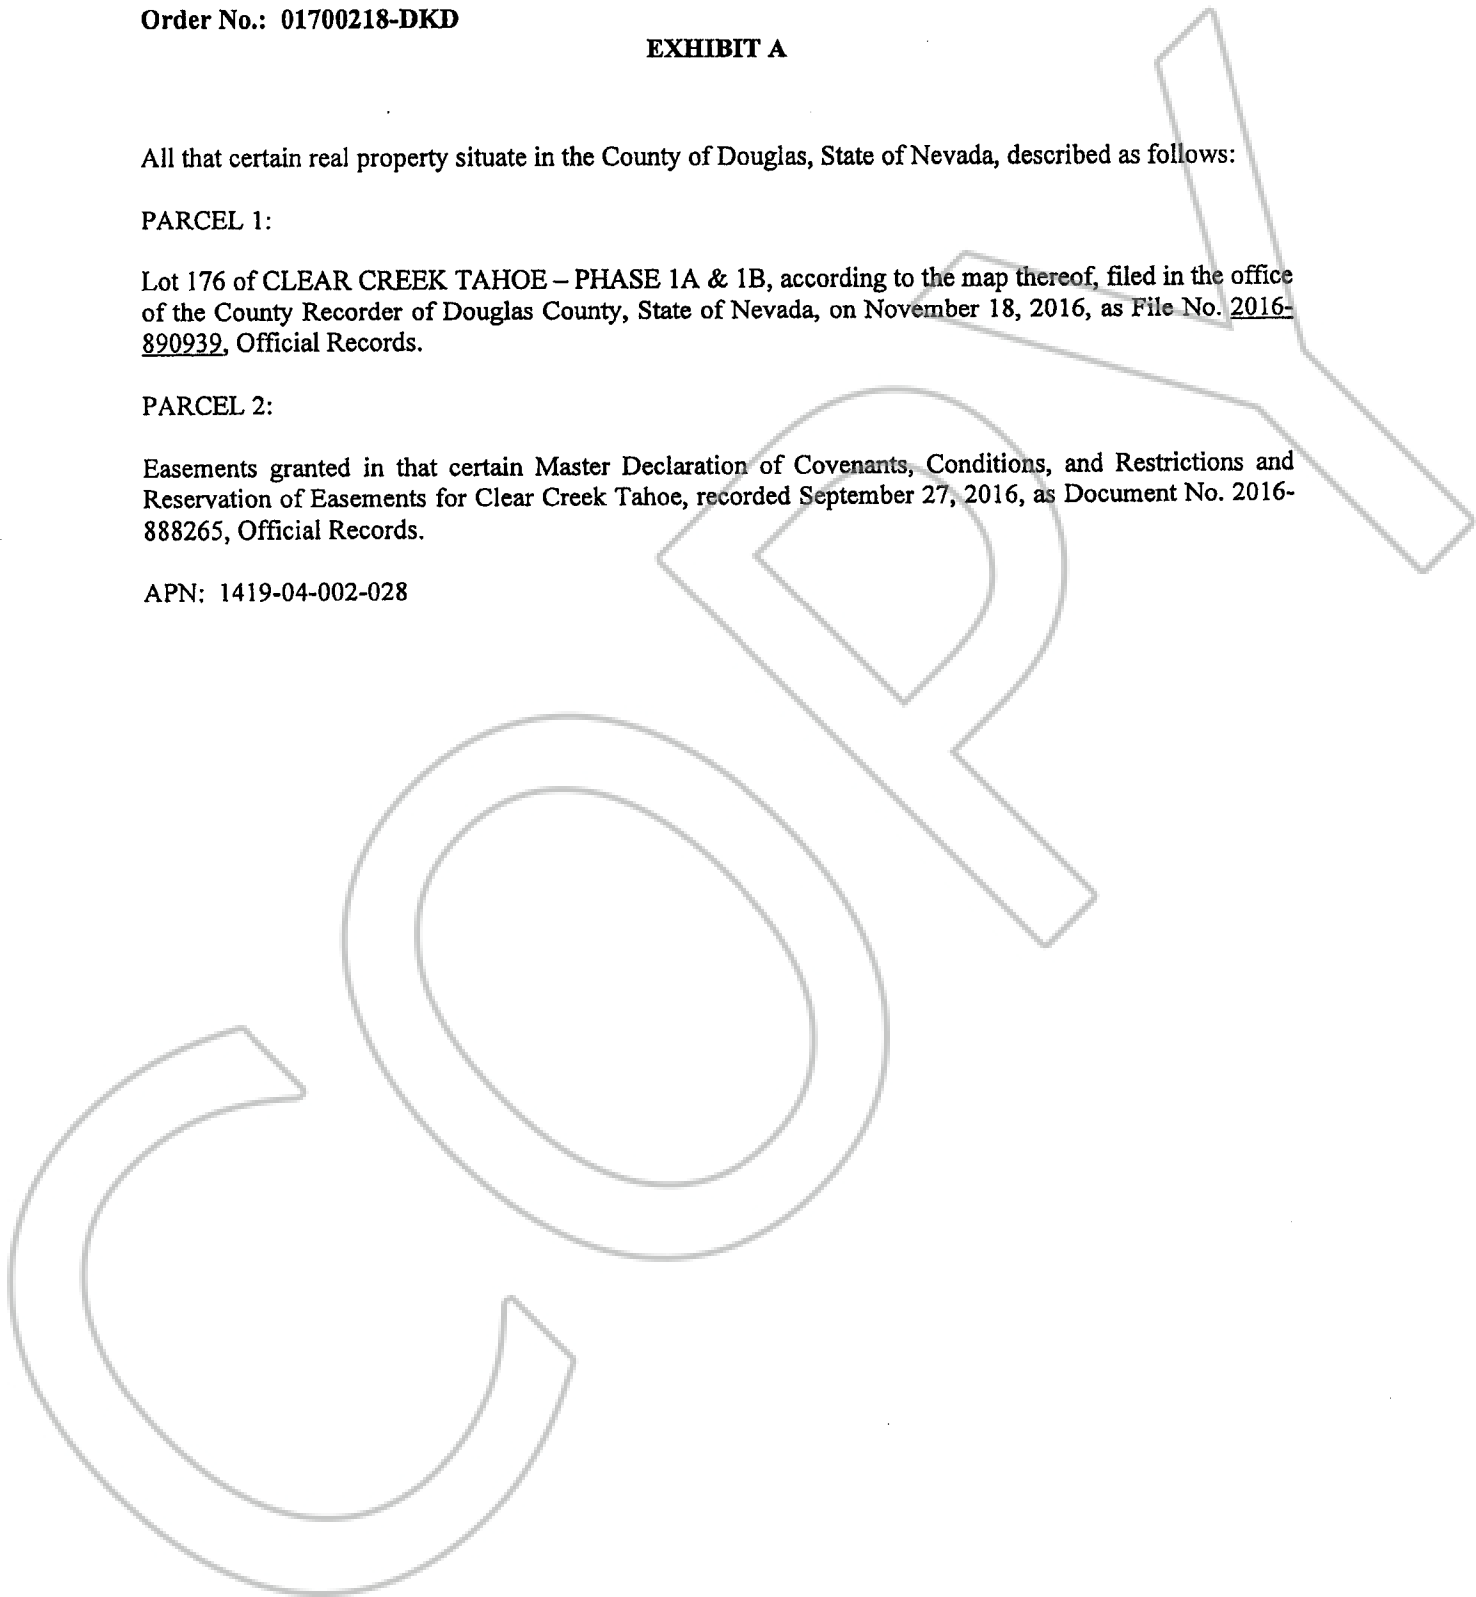 Order No.: 01700218-DKD
EXHIBIT A
All that certain real property situate in the County of Douglas, State of Nevada, described as follows:
PARCEL 1:
Lot 176 of CLEAR CREEK TAHOE – PHASE 1A & 1B, according to the map thereof, filed in the office
of the County Recorder of Douglas County, State of Nevada, on November 18, 2016, as File No. 2016-
890939, Official Records.
PARCEL 2:
Easements granted in that certain Master Declaration of Covenants, Conditions, and Restrictions and
Reservation of Easements for Clear Creek Tahoe, recorded September 27, 2016, as Document No. 2016-
888265, Official Records.
APN: 1419-04-002-028
COPY